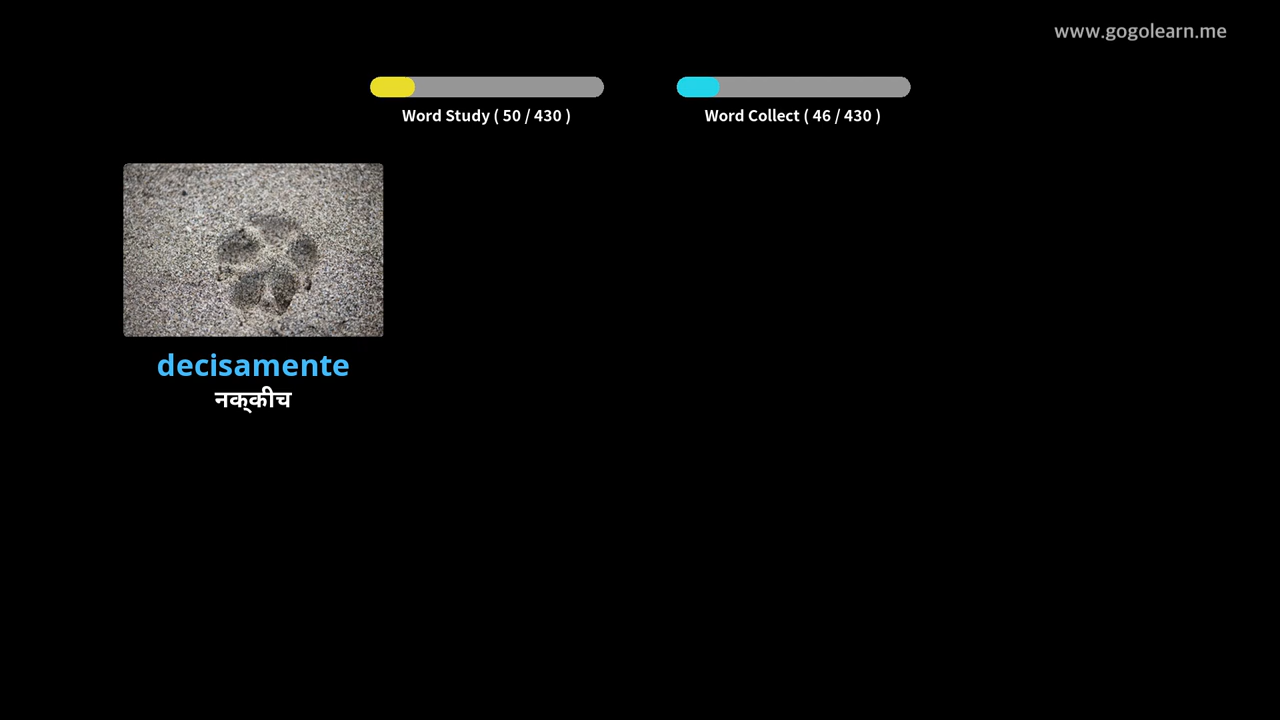 www.gogolearn.me
Word Study ( 50 / 430 )
Word Collect ( 46 / 430 )
decisamente
नक्कीच